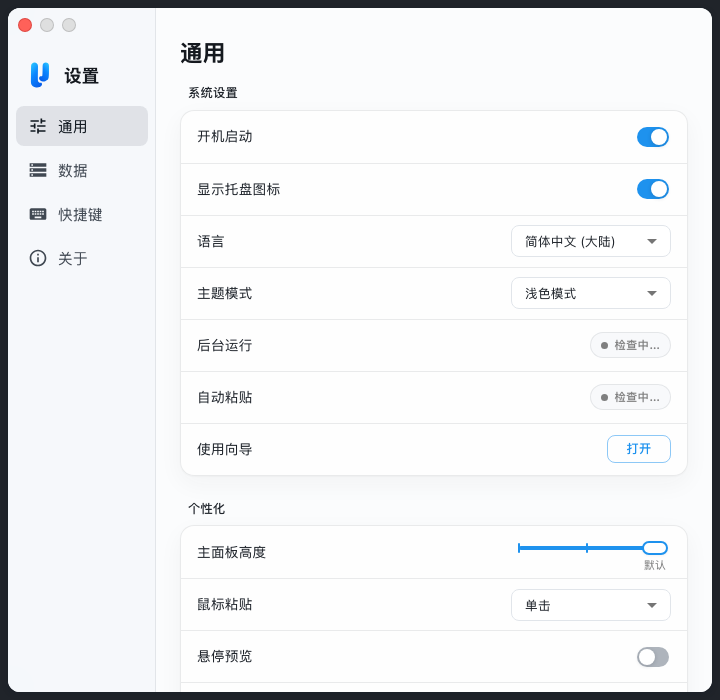 设置
通用
数据
快捷键
关于
通用
系统设置
开机启动
显示托盘图标
语言
简体中文 (大陆)
主题模式
浅色模式
后台运行
检查中...
自动粘贴
检查中...
使用向导
打开
个性化
主面板高度
默认
鼠标粘贴
单击
悬停预览